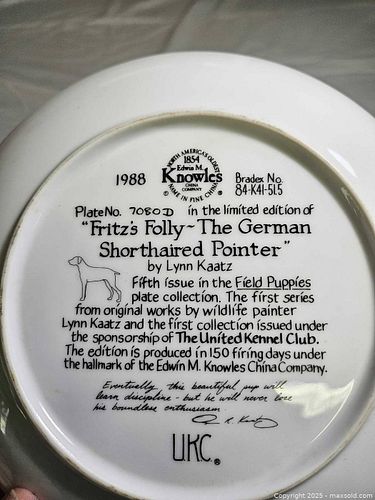 NORTH AMERICA'S OLDEST
1854
Edwin M.
Knowles
CHINA
COMPANY
MADE IN FINE CHINA
1988
Bradex No.
84-K41-51.5
Plate No. 7080D in the limited edition of
"Fritz's Folly ~ The German
Shorthaired Pointer"
by Lynn Kaatz
Fifth issue in the Field Puppies
plate collection. The first series
from original works by wildlife painter
Lynn Kaatz and the first collection issued under
the sponsorship of The United Kennel Club.
The edition is produced in 150 firing days under
the hallmark of the Edwin M. Knowles China Company.
Eventually, this beautiful pup will
learn discipline - but he will never lose
his boundless enthusiasm.
UKC®
Copyright 2025 - maxsold.com